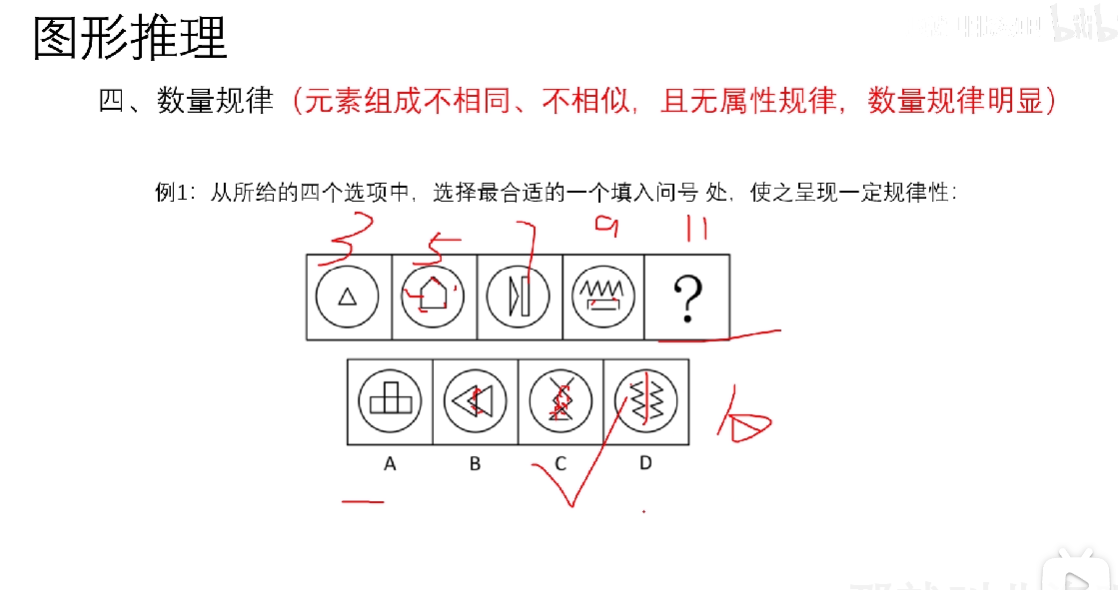 图形推理
四、数量规律（元素组成不相同、不相似，且无属性规律，数量规律明显）
例1：从所给的四个选项中，选择最合适的一个填入问号 处，使之呈现一定规律性：
3 5 7 9 11
?
A B C D